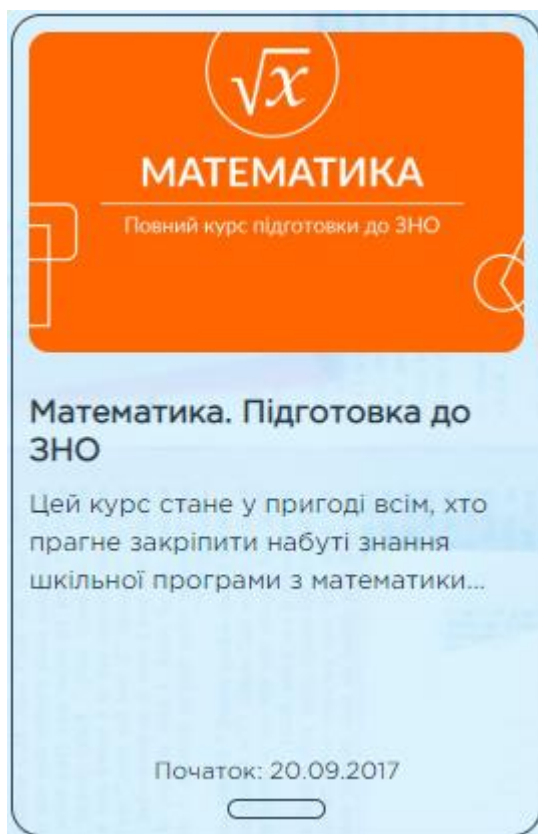 √x
МАТЕМАТИКА
Повний курс підготовки до ЗНО
Математика. Підготовка до
ЗНО
Цей курс стане у пригоді всім, хто
прагне закріпити набуті знання
шкільної програми з математики...
Початок: 20.09.2017